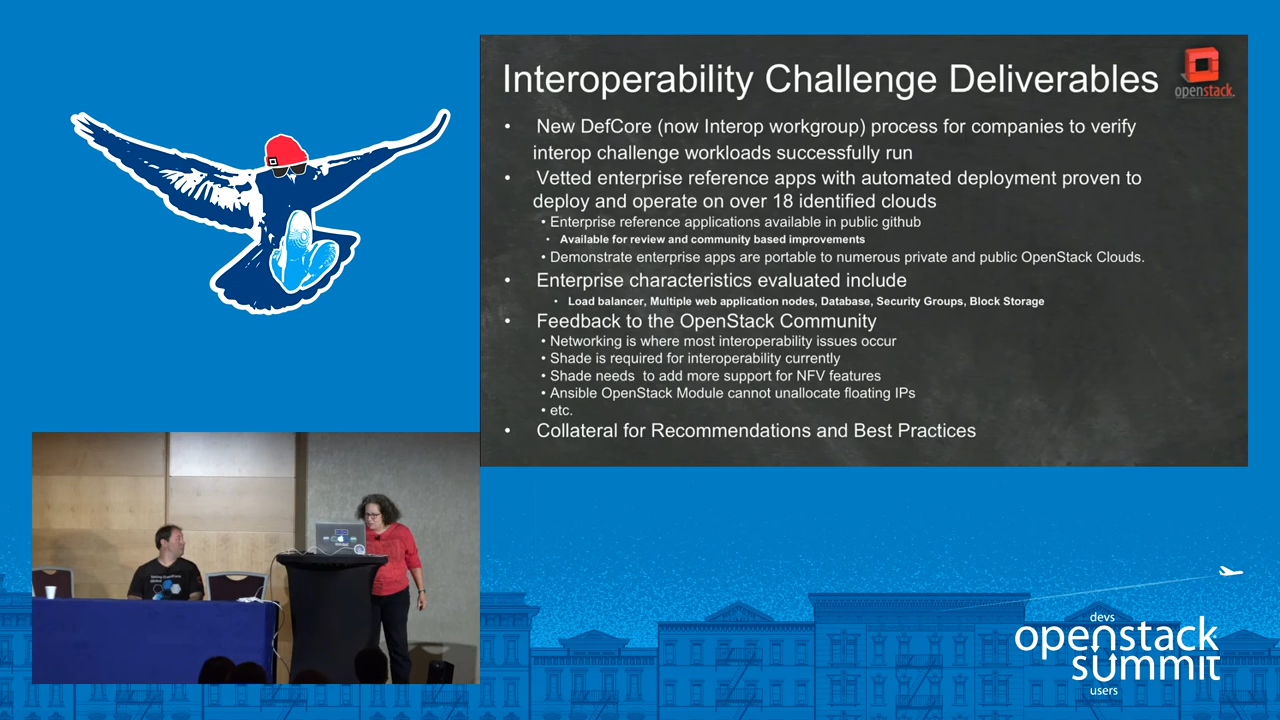 Interoperability Challenge Deliverables
openstack.
• New DefCore (now Interop workgroup) process for companies to verify
interop challenge workloads successfully run
• Vetted enterprise reference apps with automated deployment proven to
deploy and operate on over 18 identified clouds
• Enterprise reference applications available in public github
• Available for review and community based improvements
• Demonstrate enterprise apps are portable to numerous private and public OpenStack Clouds.
• Enterprise characteristics evaluated include
• Load balancer, Multiple web application nodes, Database, Security Groups, Block Storage
• Feedback to the OpenStack Community
• Networking is where most interoperability issues occur
• Shade is required for interoperability currently
• Shade needs to add more support for NFV features
• Ansible OpenStack Module cannot unallocate floating IPs
• etc.
• Collateral for Recommendations and Best Practices
devs
openstack
summit
users